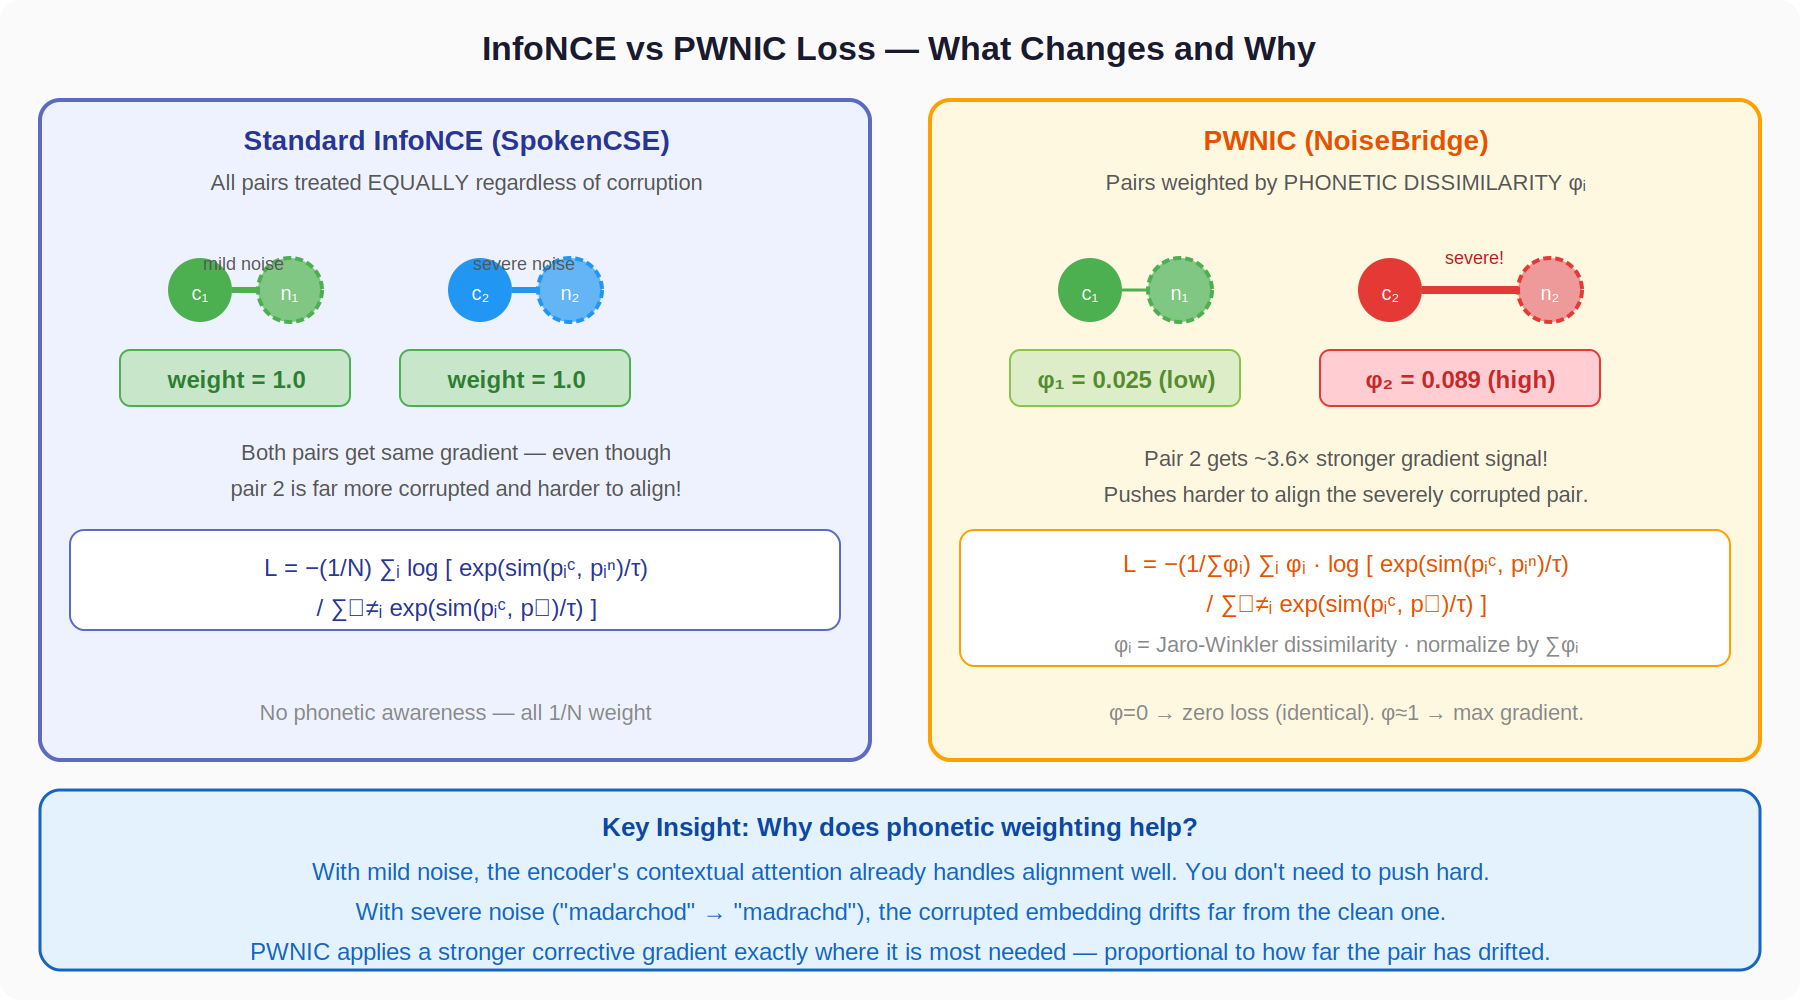 InfoNCE vs PWNIC Loss — What Changes and Why
Standard InfoNCE (SpokenCSE)
All pairs treated EQUALLY regardless of corruption
mild noise
severe noise
c₁
n₁
c₂
n₂
weight = 1.0
weight = 1.0
Both pairs get same gradient — even though
pair 2 is far more corrupted and harder to align!
L = −(1/N) ∑ᵢ log [ exp(sim(pᵢᶜ, pᵢⁿ)/τ)
/ ∑□≠ᵢ exp(sim(pᵢᶜ, p□)/τ) ]
No phonetic awareness — all 1/N weight
PWNIC (NoiseBridge)
Pairs weighted by PHONETIC DISSIMILARITY φᵢ
severe!
c₁
n₁
c₂
n₂
φ₁ = 0.025 (low)
φ₂ = 0.089 (high)
Pair 2 gets ~3.6× stronger gradient signal!
Pushes harder to align the severely corrupted pair.
L = −(1/∑φᵢ) ∑ᵢ φᵢ · log [ exp(sim(pᵢᶜ, pᵢⁿ)/τ)
/ ∑□≠ᵢ exp(sim(pᵢᶜ, p□)/τ) ]
φᵢ = Jaro-Winkler dissimilarity · normalize by ∑φᵢ
φ=0 → zero loss (identical). φ≈1 → max gradient.
Key Insight: Why does phonetic weighting help?
With mild noise, the encoder's contextual attention already handles alignment well. You don't need to push hard.
With severe noise ("madarchod" → "madrachd"), the corrupted embedding drifts far from the clean one.
PWNIC applies a stronger corrective gradient exactly where it is most needed — proportional to how far the pair has drifted.